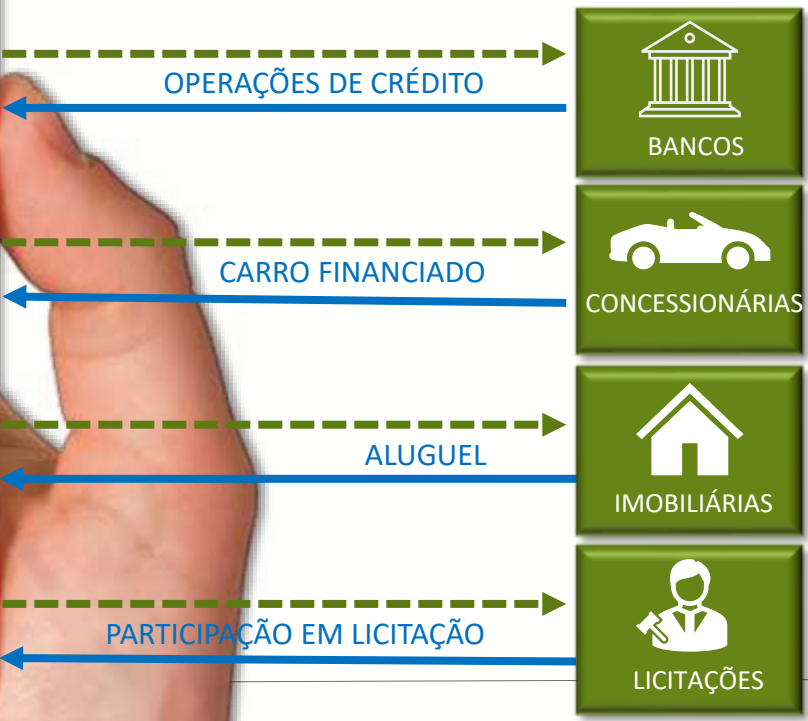 OPERAÇÕES DE CRÉDITO
BANCOS
CARRO FINANCIADO
CONCESSIONÁRIAS
ALUGUEL
IMOBILIÁRIAS
PARTICIPAÇÃO EM LICITAÇÃO
LICITAÇÕES